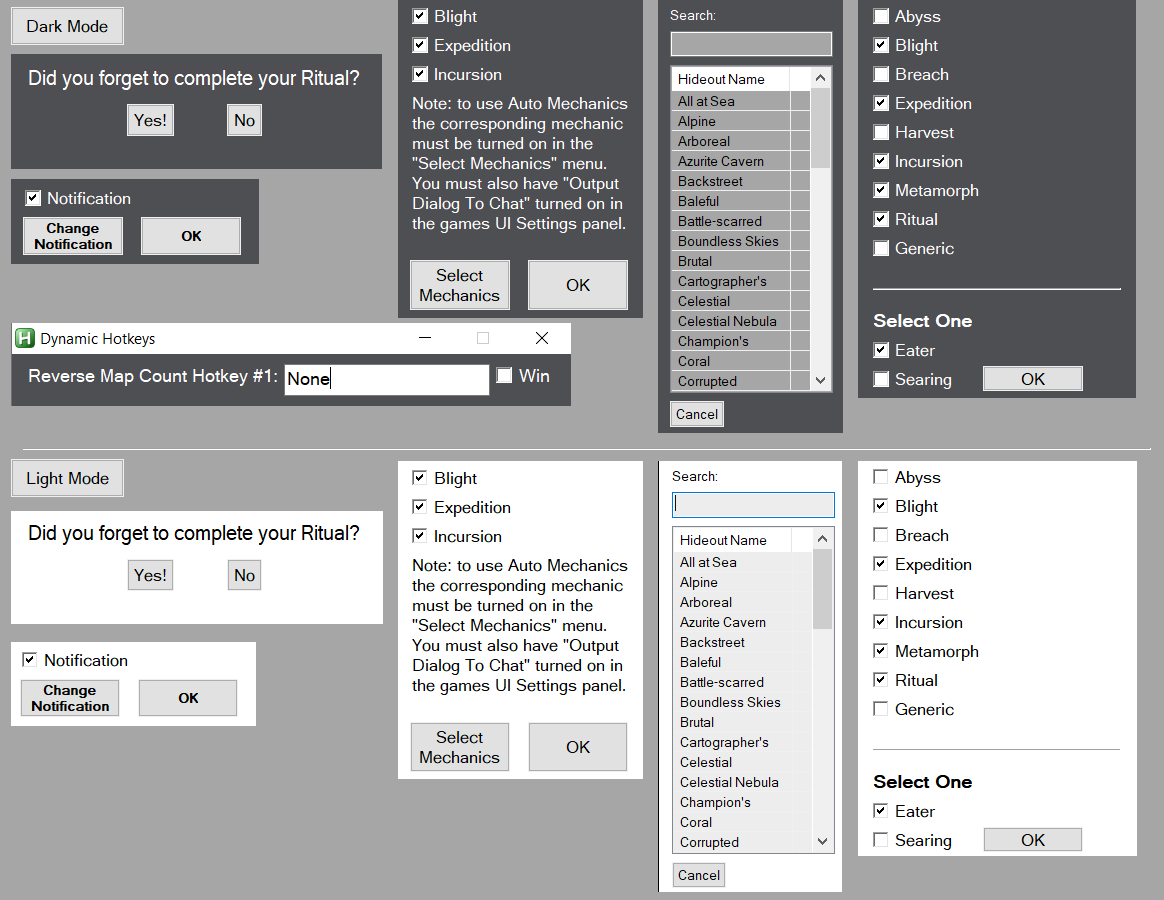 Dark Mode
Did you forget to complete your Ritual?
Yes!
No
Notification
Change
Notification
OK
Blight
Expedition
Incursion
Note: to use Auto Mechanics
the corresponding mechanic
must be turned on in the
"Select Mechanics" menu.
You must also have "Output
Dialog To Chat" turned on in
the games UI Settings panel.
Select
Mechanics
OK
Dynamic Hotkeys
Reverse Map Count Hotkey #1:
None
Win
Search:
Hideout Name
All at Sea
Alpine
Arboreal
Azurite Cavern
Backstreet
Baleful
Battle-scarred
Boundless Skies
Brutal
Cartographer's
Celestial
Celestial Nebula
Champion's
Coral
Corrupted
Cancel
Abyss
Blight
Breach
Expedition
Harvest
Incursion
Metamorph
Ritual
Generic
Select One
Eater
Searing
OK
Light Mode
Did you forget to complete your Ritual?
Yes!
No
Notification
Change
Notification
OK
Blight
Expedition
Incursion
Note: to use Auto Mechanics
the corresponding mechanic
must be turned on in the
"Select Mechanics" menu.
You must also have "Output
Dialog To Chat" turned on in
the games UI Settings panel.
Select
Mechanics
OK
Search:
Hideout Name
All at Sea
Alpine
Arboreal
Azurite Cavern
Backstreet
Baleful
Battle-scarred
Boundless Skies
Brutal
Cartographer's
Celestial
Celestial Nebula
Champion's
Coral
Corrupted
Cancel
Abyss
Blight
Breach
Expedition
Harvest
Incursion
Metamorph
Ritual
Generic
Select One
Eater
Searing
OK